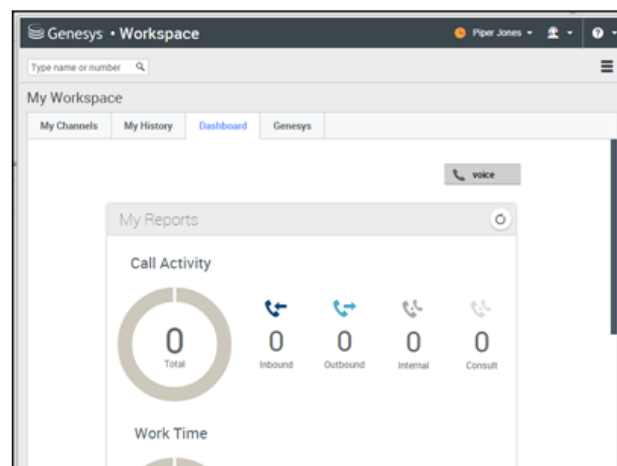 Genesys • Workspace
Piper Jones
?
Type name or number
My Workspace
My Channels My History Dashboard Genesys
voice
My Reports
Call Activity
0 0 0 0 0
Total Inbound Outbound Internal Consult
Work Time